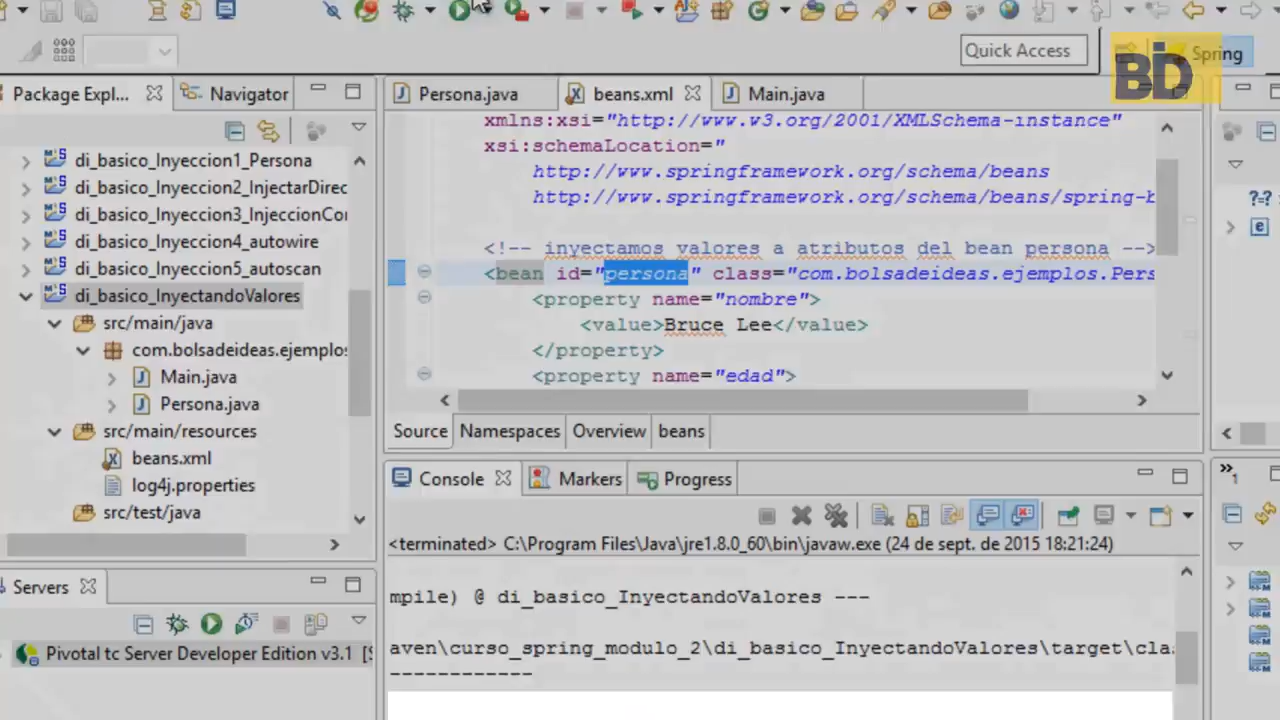 Quick Access
Spring
BID
Package Expl...
Navigator
Persona.java
beans.xml
Main.java
di_basico_Inyeccion1_Persona
di_basico_Inyeccion2_InjectarDirec
di_basico_Inyeccion3_InjeccionCor
di_basico_Inyeccion4_autowire
di_basico_Inyeccion5_autoscan
di_basico_InyectandoValores
src/main/java
com.bolsadeideas.ejemplos
Main.java
Persona.java
src/main/resources
beans.xml
log4j.properties
src/test/java
xmlns:xsi="http://www.w3.org/2001/XMLSchema-instance"
xsi:schemaLocation="
http://www.springframework.org/schema/beans
http://www.springframework.org/schema/beans/spring-b
<!-- inyectamos valores a atributos del bean persona -->
<bean id="persona" class="com.bolsadeideas.ejemplos.Pers
<property name="nombre">
<value>Bruce Lee</value>
</property>
<property name="edad">
Source
Namespaces
Overview
beans
Console
Markers
Progress
<terminated> C:\Program Files\Java\jre1.8.0_60\bin\javaw.exe (24 de sept. de 2015 18:21:24)
mpile) @ di_basico_InyectandoValores ---
aven\curso_spring_modulo_2\di_basico_InyectandoValores\target\cla
------------
Servers
Pivotal tc Server Developer Edition v3.1 [S